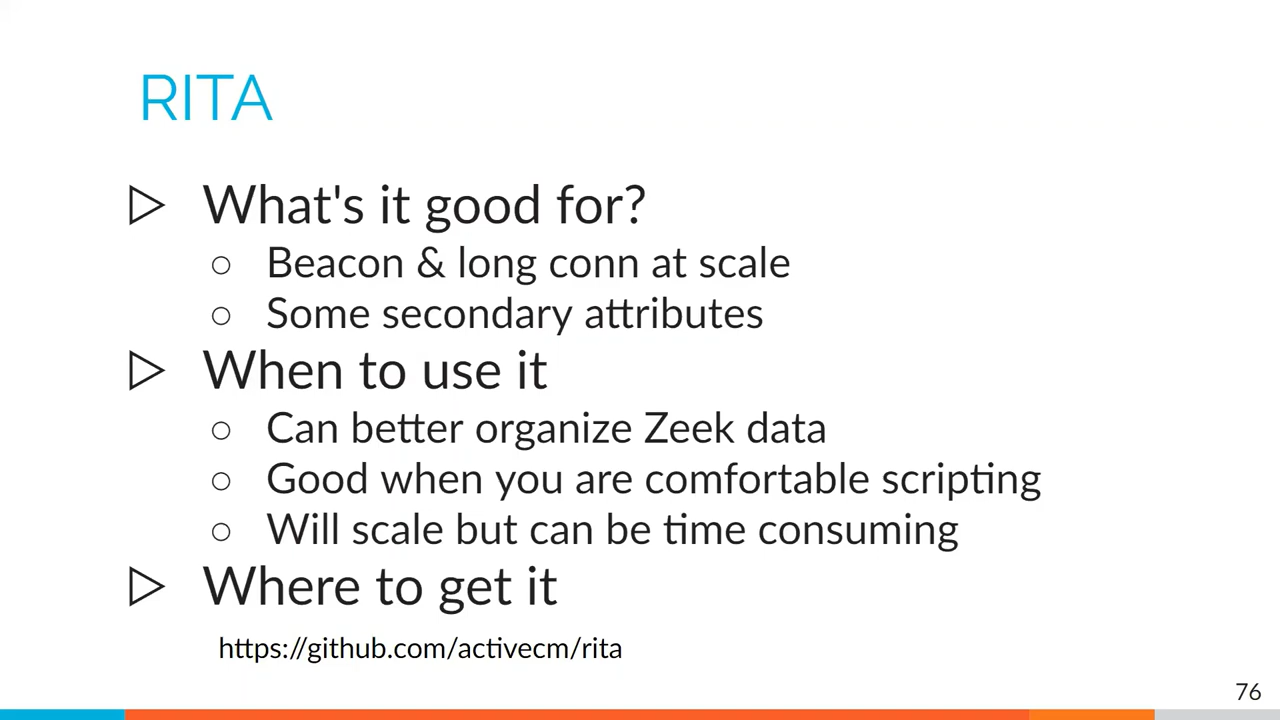 RITA
What's it good for?
Beacon & long conn at scale
Some secondary attributes
When to use it
Can better organize Zeek data
Good when you are comfortable scripting
Will scale but can be time consuming
Where to get it
https://github.com/activecm/rita
76